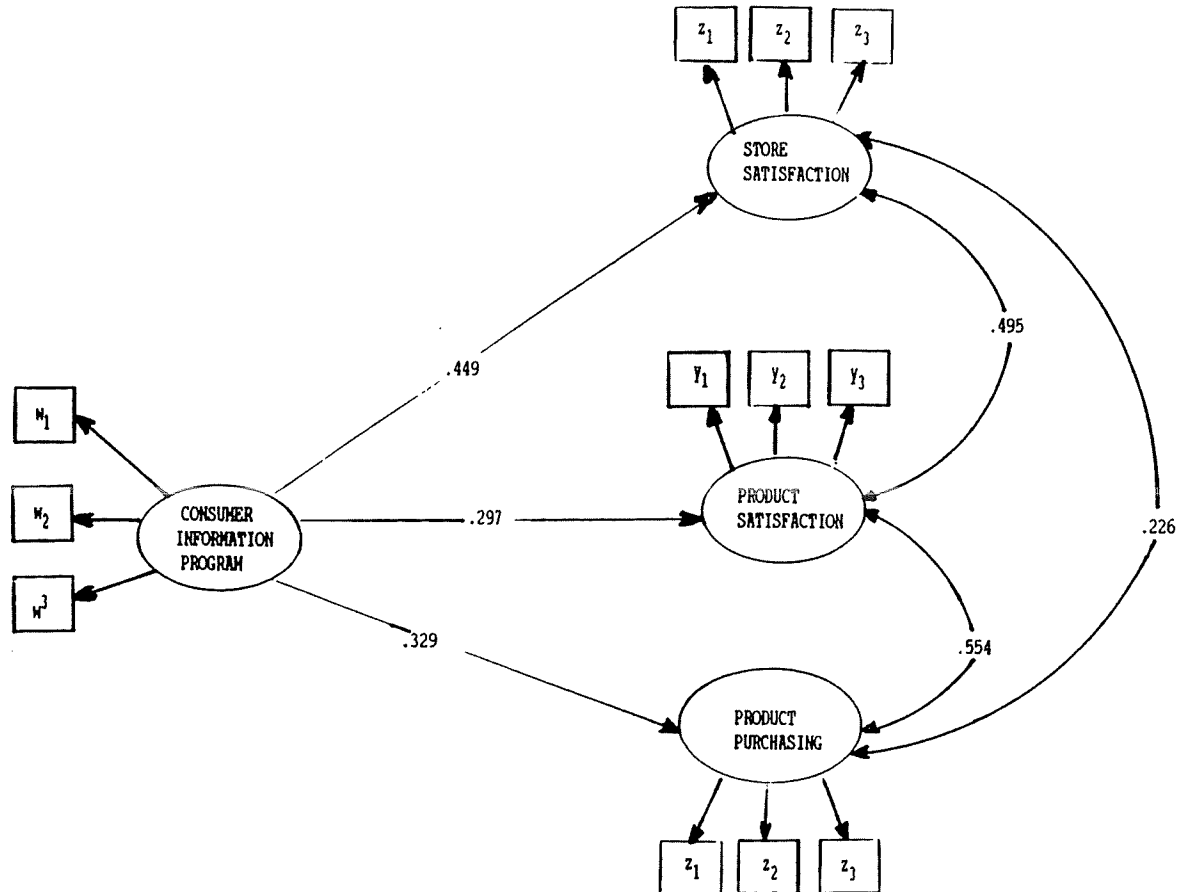 z1 z2 z3
STORE
SATISFACTION
.495
.449
Y1 Y2 Y3
w1
w2
w3
CONSUMER
INFORMATION
PROGRAM
.297
PRODUCT
SATISFACTION
.226
.329
.554
PRODUCT
PURCHASING
z1 z2 z3